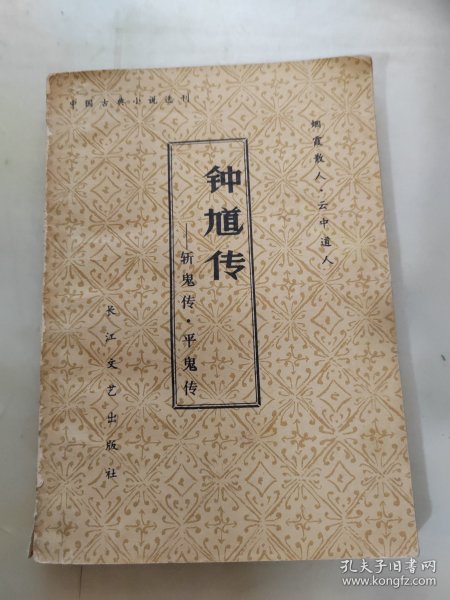 中国古典小说选刊
烟霞散人·云中道人
钟馗传
——斩鬼传·平鬼传
长江文艺出版社
孔夫子旧书网
www.kongfz.com